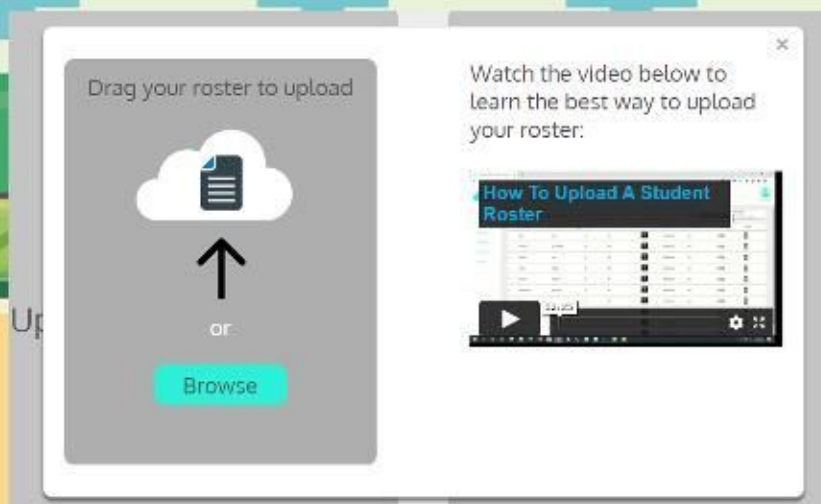 Drag your roster to upload
or
Browse
Up
×
Watch the video below to
learn the best way to upload
your roster:
How To Upload A Student
Roster